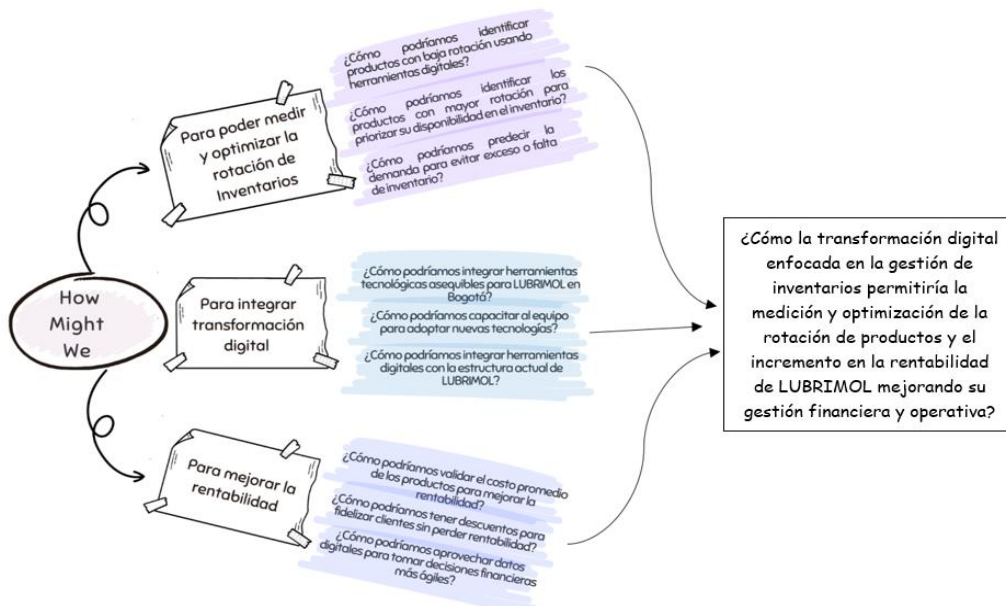 How
Might
We
Para poder medir
y optimizar la
rotación de
Inventarios
¿Cómo podríamos identificar
productos con baja rotación usando
herramientas digitales?
¿Cómo podríamos identificar los
productos con mayor rotación para
priorizar su disponibilidad en el inventario?
¿Cómo podríamos predecir la
demanda para evitar exceso o falta
de inventario?
Para integrar
transformación
digital
¿Cómo podríamos integrar herramientas
tecnológicas asequibles para LUBRIMOL en
Bogotá?
¿Cómo podríamos capacitar al equipo
para adoptar nuevas tecnologías?
¿Cómo podríamos integrar herramientas
digitales con la estructura actual de
LUBRIMOL?
Para mejorar la
rentabilidad
¿Cómo podríamos validar el costo promedio
de los productos para mejorar la
rentabilidad?
¿Cómo podríamos tener descuentos para
fidelizar clientes sin perder rentabilidad?
¿Cómo podríamos aprovechar datos
digitales para tomar decisiones financieras
más ágiles?
¿Cómo la transformación digital
enfocada en la gestión de
inventarios permitiría la
medición y optimización de la
rotación de productos y el
incremento en la rentabilidad
de LUBRIMOL mejorando su
gestión financiera y operativa?